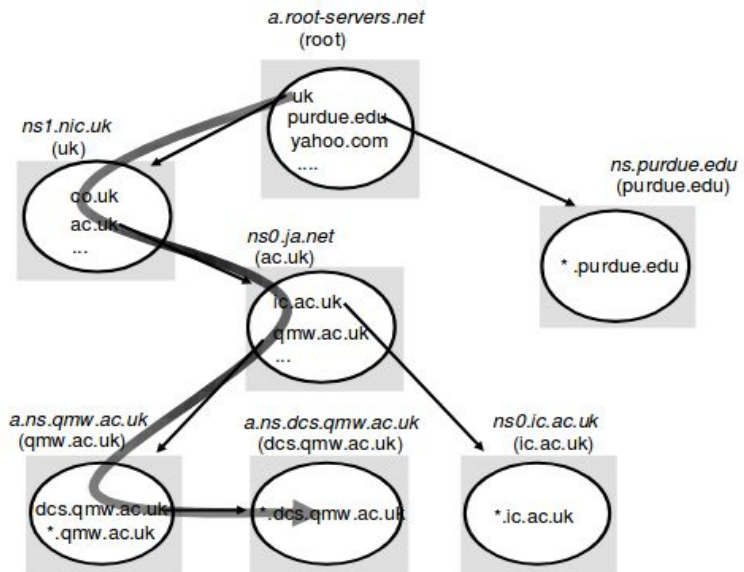 a.root-servers.net
(root)
uk
purdue.edu
yahoo.com
....
ns1.nic.uk
(uk)
co.uk
ac.uk
...
ns.purdue.edu
(purdue.edu)
* .purdue.edu
ns0.ja.net
(ac.uk)
ic.ac.uk
qmw.ac.uk
...
a.ns.qmw.ac.uk
(qmw.ac.uk)
dcs.qmw.ac.uk
*.qmw.ac.uk
a.ns.dcs.qmw.ac.uk
(dcs.qmw.ac.uk)
*.dcs.qmw.ac.uk
ns0.ic.ac.uk
(ic.ac.uk)
*.ic.ac.uk